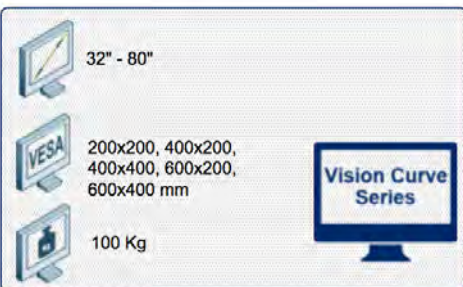 32" - 80"
VESA
200x200, 400x200,
400x400, 600x200,
600x400 mm
Vision Curve
Series
100 Kg